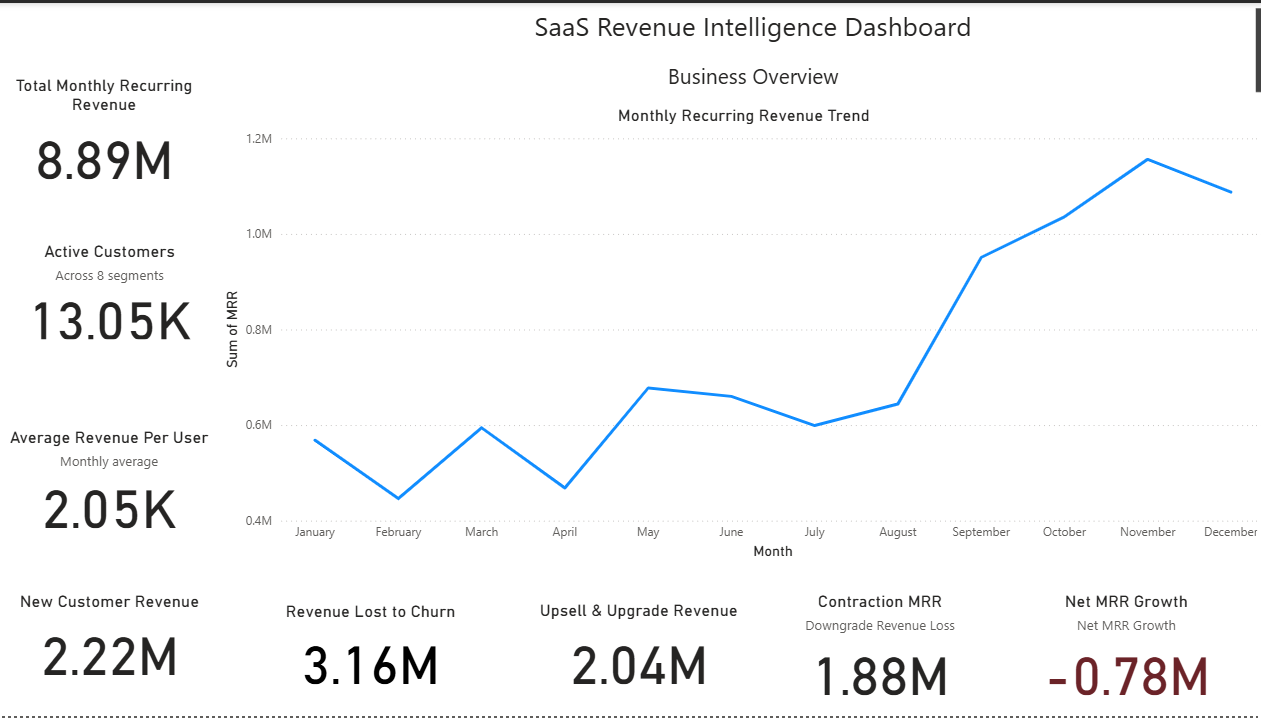 SaaS Revenue Intelligence Dashboard
Business Overview
Total Monthly Recurring
Revenue
8.89M
Active Customers
Across 8 segments
13.05K
Average Revenue Per User
Monthly average
2.05K
Monthly Recurring Revenue Trend
Sum of MRR
1.2M
1.0M
0.8M
0.6M
0.4M
January February March April May June July August September October November December
Month
New Customer Revenue
2.22M
Revenue Lost to Churn
3.16M
Upsell & Upgrade Revenue
2.04M
Contraction MRR
Downgrade Revenue Loss
1.88M
Net MRR Growth
Net MRR Growth
-0.78M